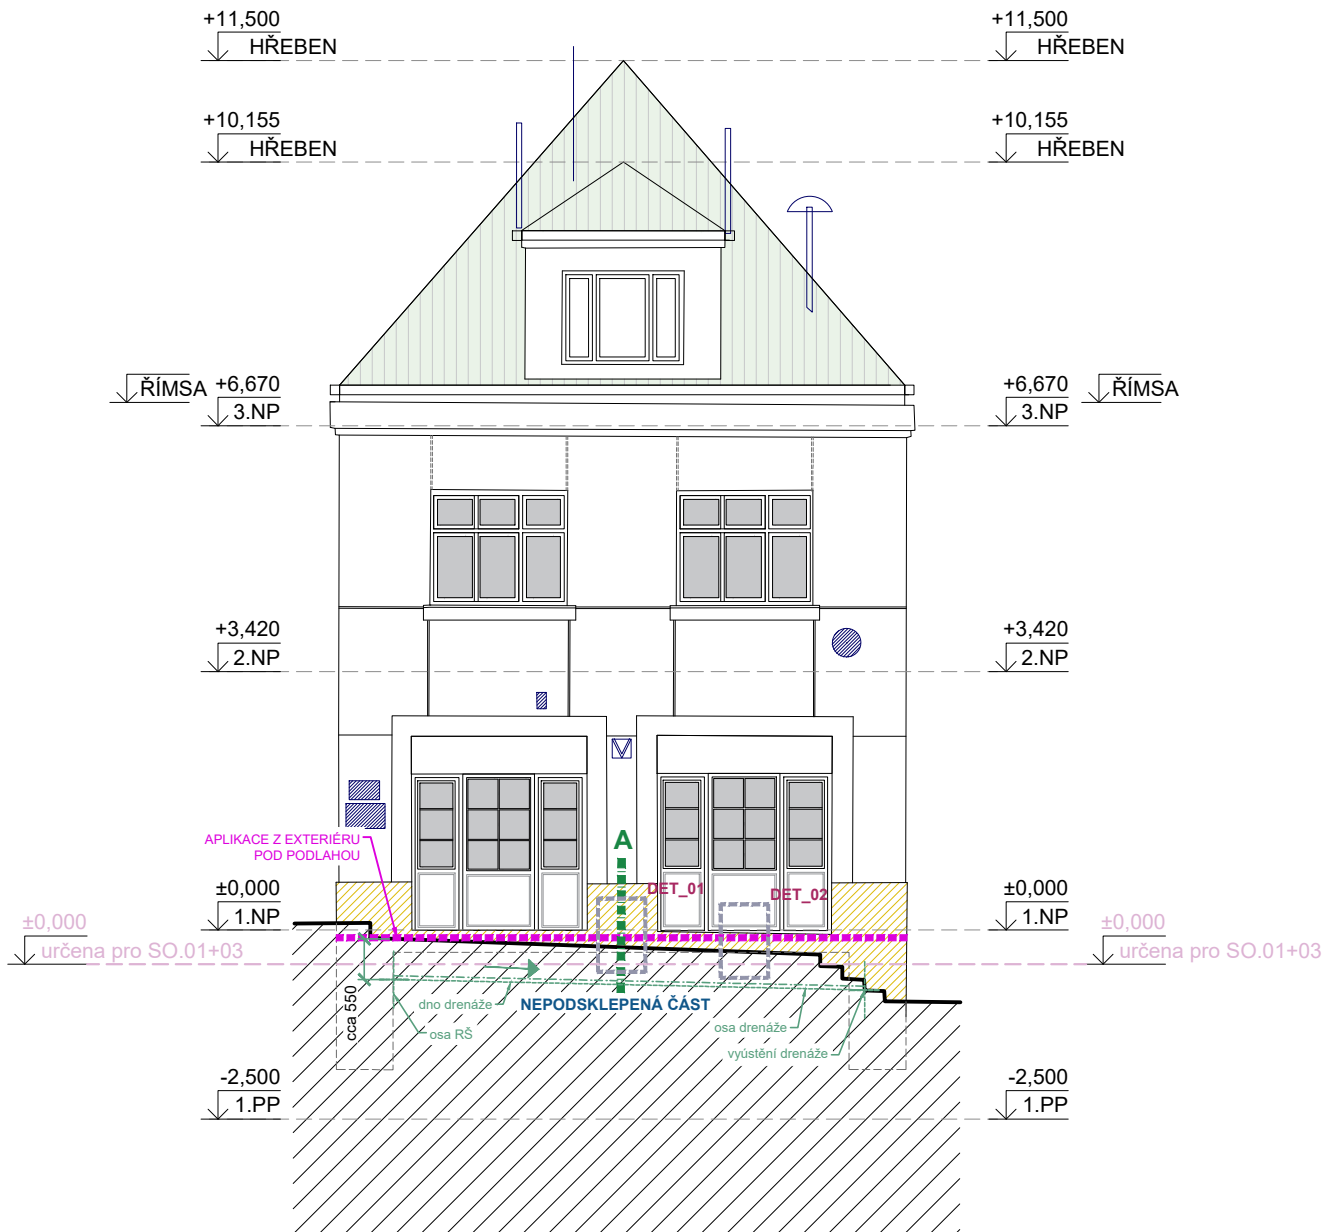 +11,500
HŘEBEN
+11,500
HŘEBEN
+10,155
HŘEBEN
+10,155
HŘEBEN
ŘÍMSA
+6,670
3.NP
+6,670
3.NP
ŘÍMSA
+3,420
2.NP
+3,420
2.NP
APLIKACE Z EXTERIÉRU
POD PODLAHOU
A
DET_01
DET_02
±0,000
1.NP
±0,000
1.NP
±0,000
určena pro SO.01+03
±0,000
určena pro SO.01+03
cca 550
dno drenáže
NEPODSKLEPENÁ ČÁST
osa RŠ
osa drenáže
vyústění drenáže
-2,500
1.PP
-2,500
1.PP